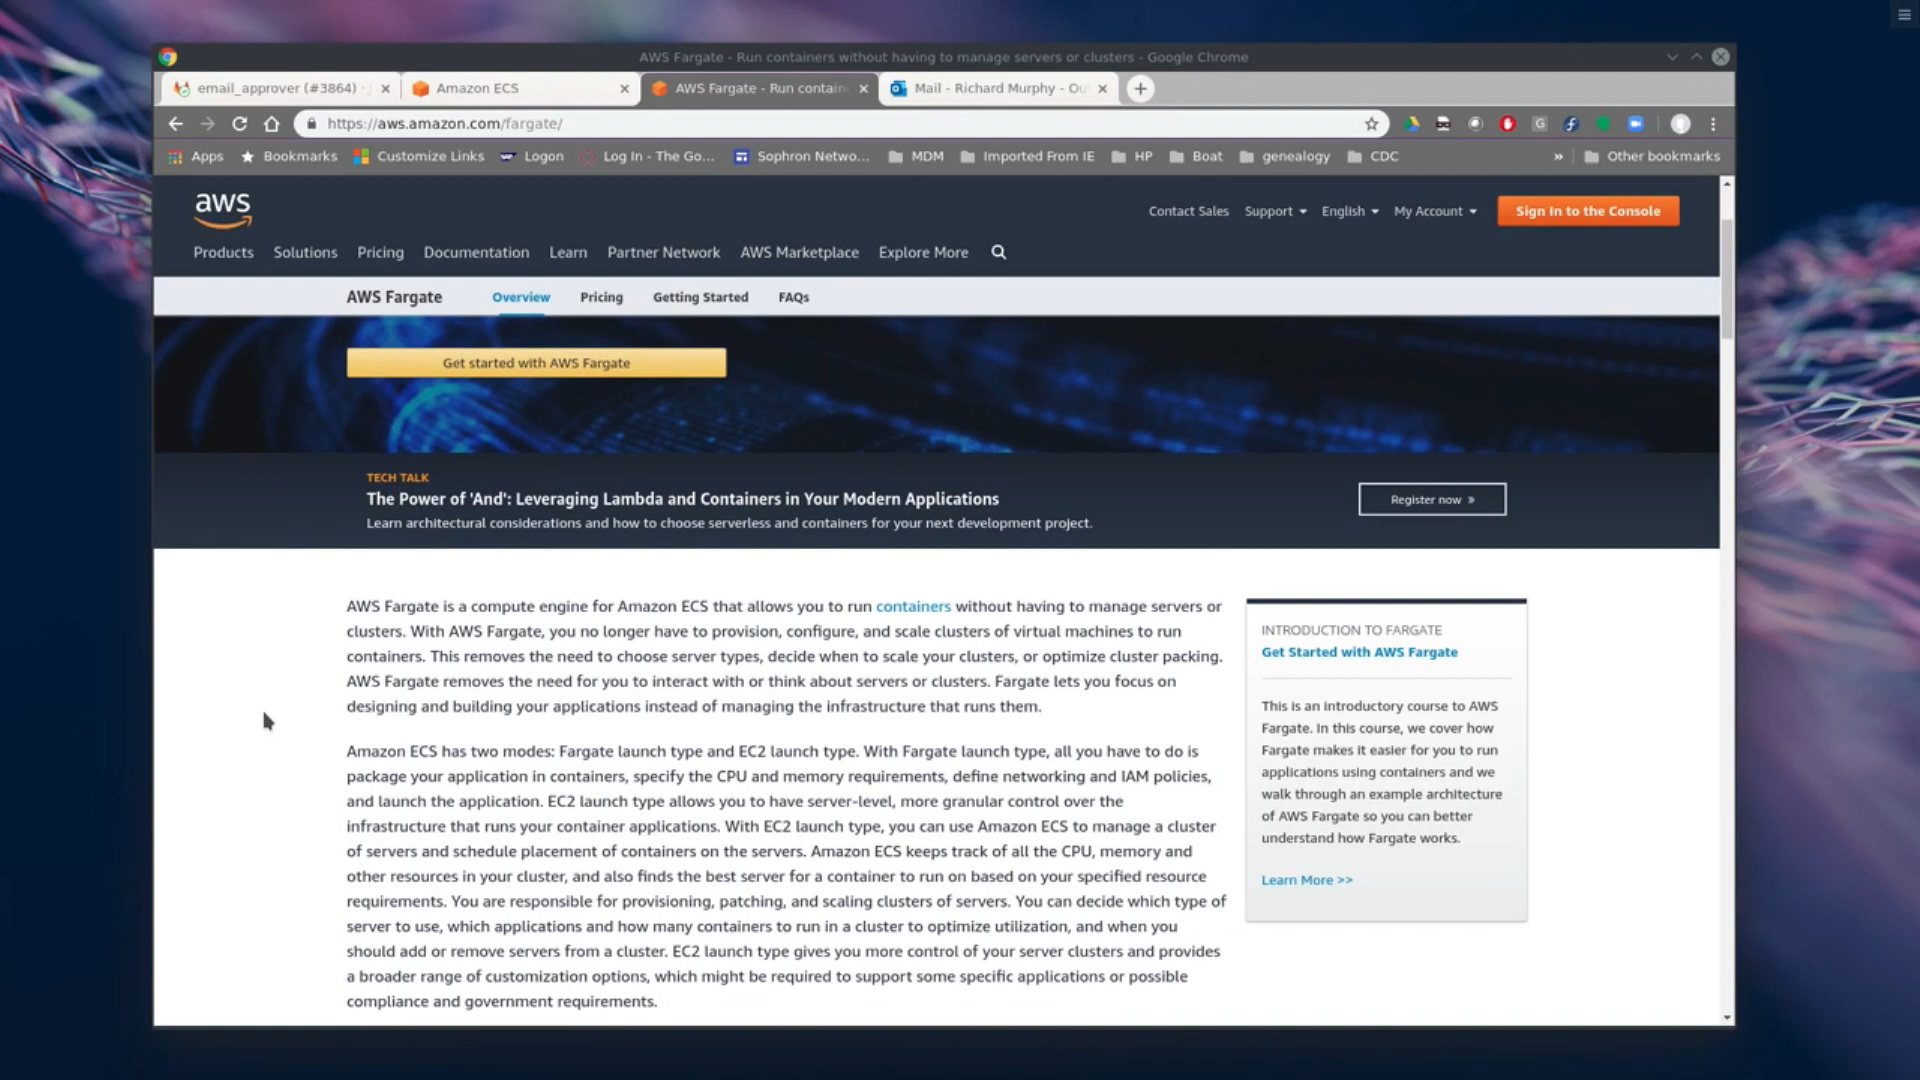 AWS Fargate - Run containers without having to manage servers or clusters - Google Chrome
email_approver (#3864)
Amazon ECS
AWS Fargate - Run contain
Mail - Richard Murphy - Ou
https://aws.amazon.com/fargate/
Apps
Bookmarks
Customize Links
Logon
Log In - The Go...
Sophron Netwo...
MDM
Imported From IE
HP
Boat
genealogy
CDC
»
Other bookmarks
aws
Contact Sales
Support
English
My Account
Sign In to the Console
Products
Solutions
Pricing
Documentation
Learn
Partner Network
AWS Marketplace
Explore More
AWS Fargate
Overview
Pricing
Getting Started
FAQs
Get started with AWS Fargate
TECH TALK
The Power of 'And': Leveraging Lambda and Containers in Your Modern Applications
Learn architectural considerations and how to choose serverless and containers for your next development project.
Register now »
AWS Fargate is a compute engine for Amazon ECS that allows you to run containers without having to manage servers or
clusters. With AWS Fargate, you no longer have to provision, configure, and scale clusters of virtual machines to run
containers. This removes the need to choose server types, decide when to scale your clusters, or optimize cluster packing.
AWS Fargate removes the need for you to interact with or think about servers or clusters. Fargate lets you focus on
designing and building your applications instead of managing the infrastructure that runs them.
Amazon ECS has two modes: Fargate launch type and EC2 launch type. With Fargate launch type, all you have to do is
package your application in containers, specify the CPU and memory requirements, define networking and IAM policies,
and launch the application. EC2 launch type allows you to have server-level, more granular control over the
infrastructure that runs your container applications. With EC2 launch type, you can use Amazon ECS to manage a cluster
of servers and schedule placement of containers on the servers. Amazon ECS keeps track of all the CPU, memory and
other resources in your cluster, and also finds the best server for a container to run on based on your specified resource
requirements. You are responsible for provisioning, patching, and scaling clusters of servers. You can decide which type of
server to use, which applications and how many containers to run in a cluster to optimize utilization, and when you
should add or remove servers from a cluster. EC2 launch type gives you more control of your server clusters and provides
a broader range of customization options, which might be required to support some specific applications or possible
compliance and government requirements.
INTRODUCTION TO FARGATE
Get Started with AWS Fargate
This is an introductory course to AWS
Fargate. In this course, we cover how
Fargate makes it easier for you to run
applications using containers and we
walk through an example architecture
of AWS Fargate so you can better
understand how Fargate works.
Learn More >>